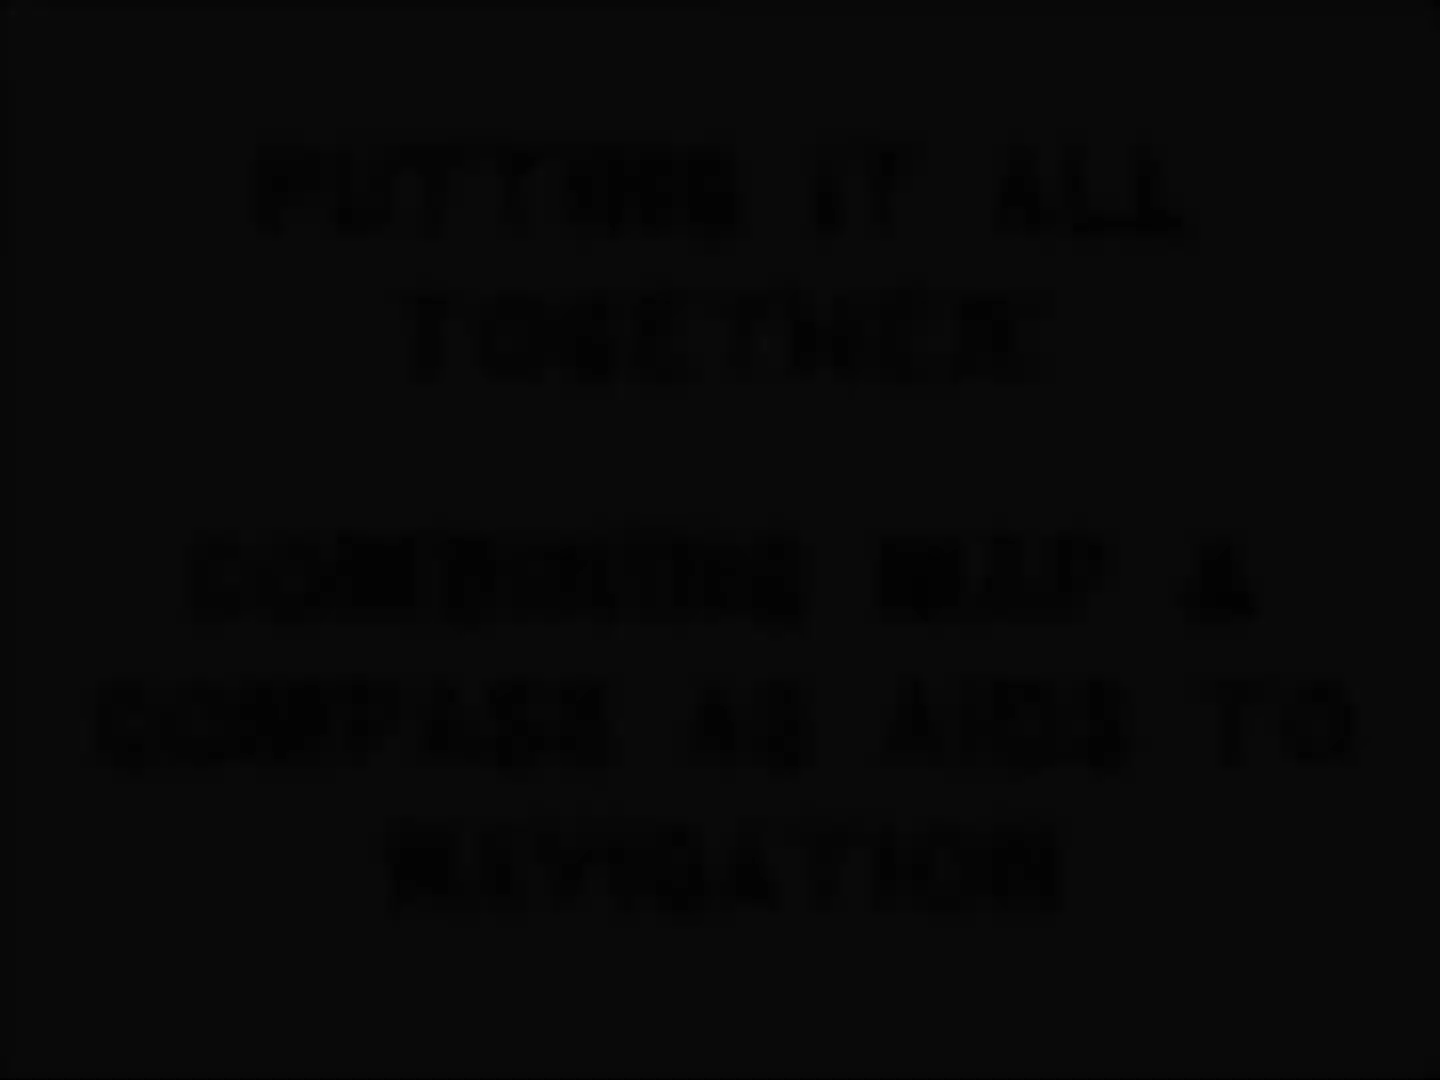 PUTTING IT ALL
TOGETHER
COMBINING MAP &
COMPASS AS AIDS TO
NAVIGATION